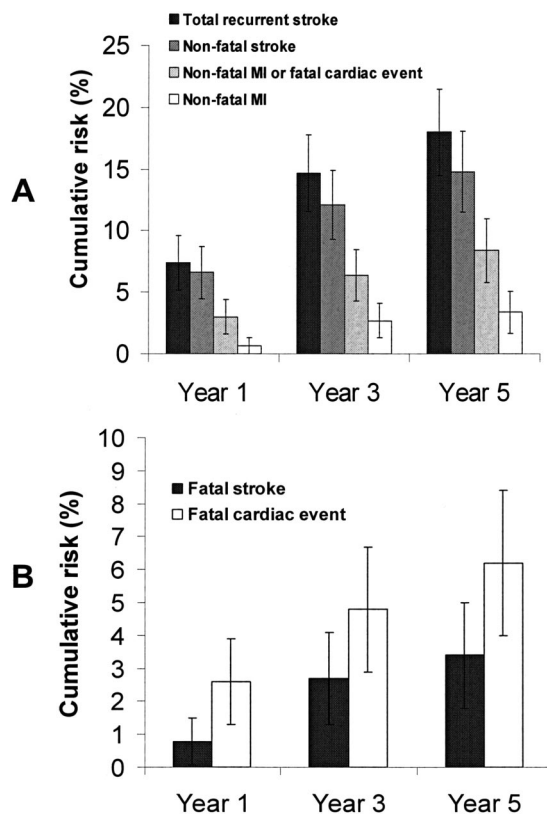 Total recurrent stroke
Non-fatal stroke
Non-fatal MI or fatal cardiac event
Non-fatal MI
25
20
15
10
5
0
Cumulative risk (%)
A
Year 1 Year 3 Year 5
10
9
8
7
6
5
4
3
2
1
0
Fatal stroke
Fatal cardiac event
Cumulative risk (%)
B
Year 1 Year 3 Year 5